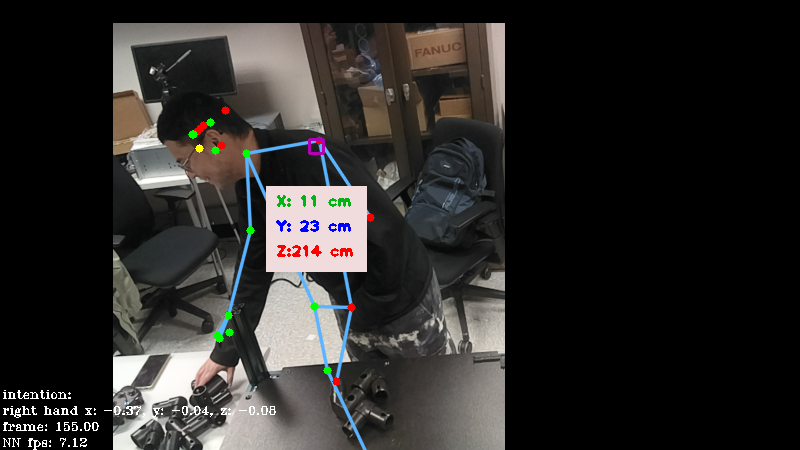 FANUC
X: 11 cm
Y: 23 cm
Z:214 cm
intention:
right hand x: -0.37, y: -0.04, z: -0.08
frame: 155.00
NN fps: 7.12